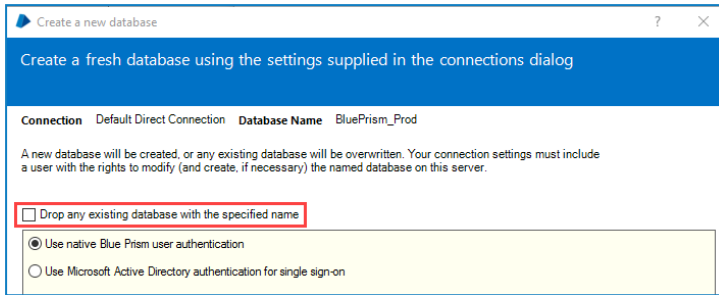 Create a new database
Create a fresh database using the settings supplied in the connections dialog
Connection Default Direct Connection Database Name BluePrism_Prod
A new database will be created, or any existing database will be overwritten. Your connection settings must include
a user with the rights to modify (and create, if necessary) the named database on this server.
Drop any existing database with the specified name
Use native Blue Prism user authentication
Use Microsoft Active Directory authentication for single sign-on